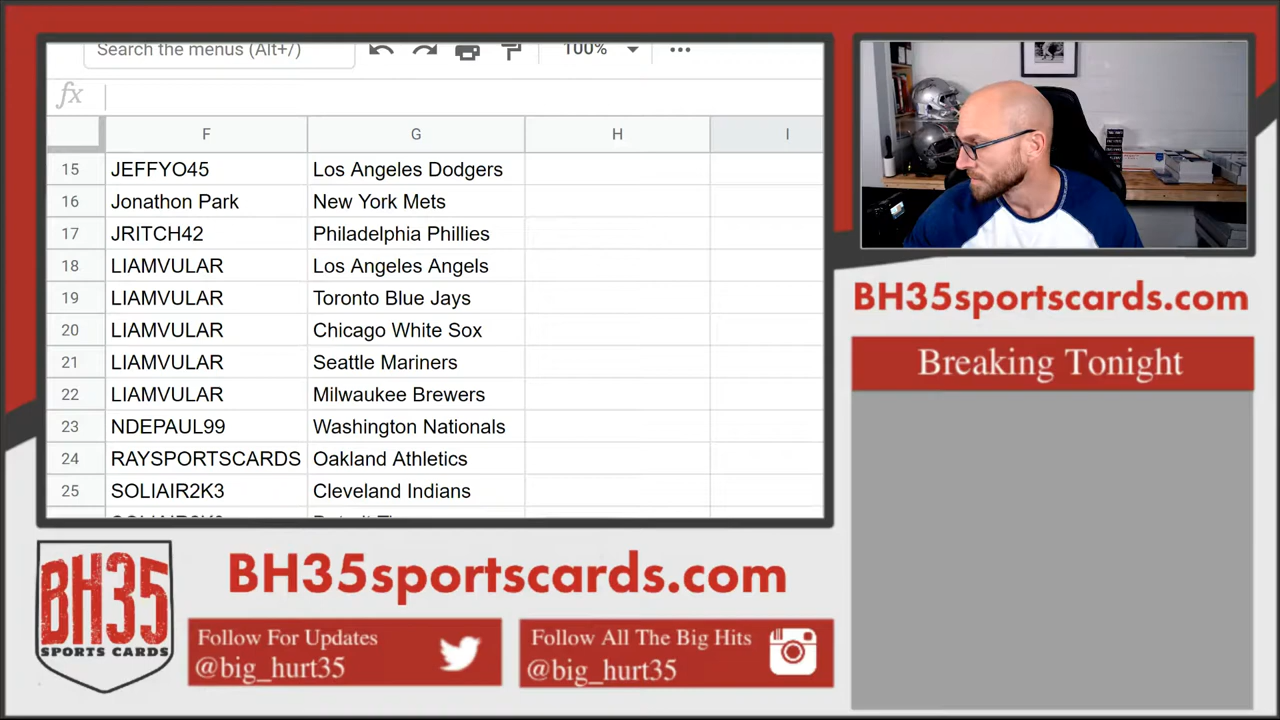 Search the menus (Alt+/)
100%
fx
F G H I
15 JEFFYO45 Los Angeles Dodgers
16 Jonathon Park New York Mets
17 JRITCH42 Philadelphia Phillies
18 LIAMVULAR Los Angeles Angels
19 LIAMVULAR Toronto Blue Jays
20 LIAMVULAR Chicago White Sox
21 LIAMVULAR Seattle Mariners
22 LIAMVULAR Milwaukee Brewers
23 NDEPAUL99 Washington Nationals
24 RAYSPORTSCARDS Oakland Athletics
25 SOLIAIR2K3 Cleveland Indians
BH35sportscards.com
Breaking Tonight
BH35
SPORTS CARDS
BH35sportscards.com
Follow For Updates
@big_hurt35
Follow All The Big Hits
@big_hurt35